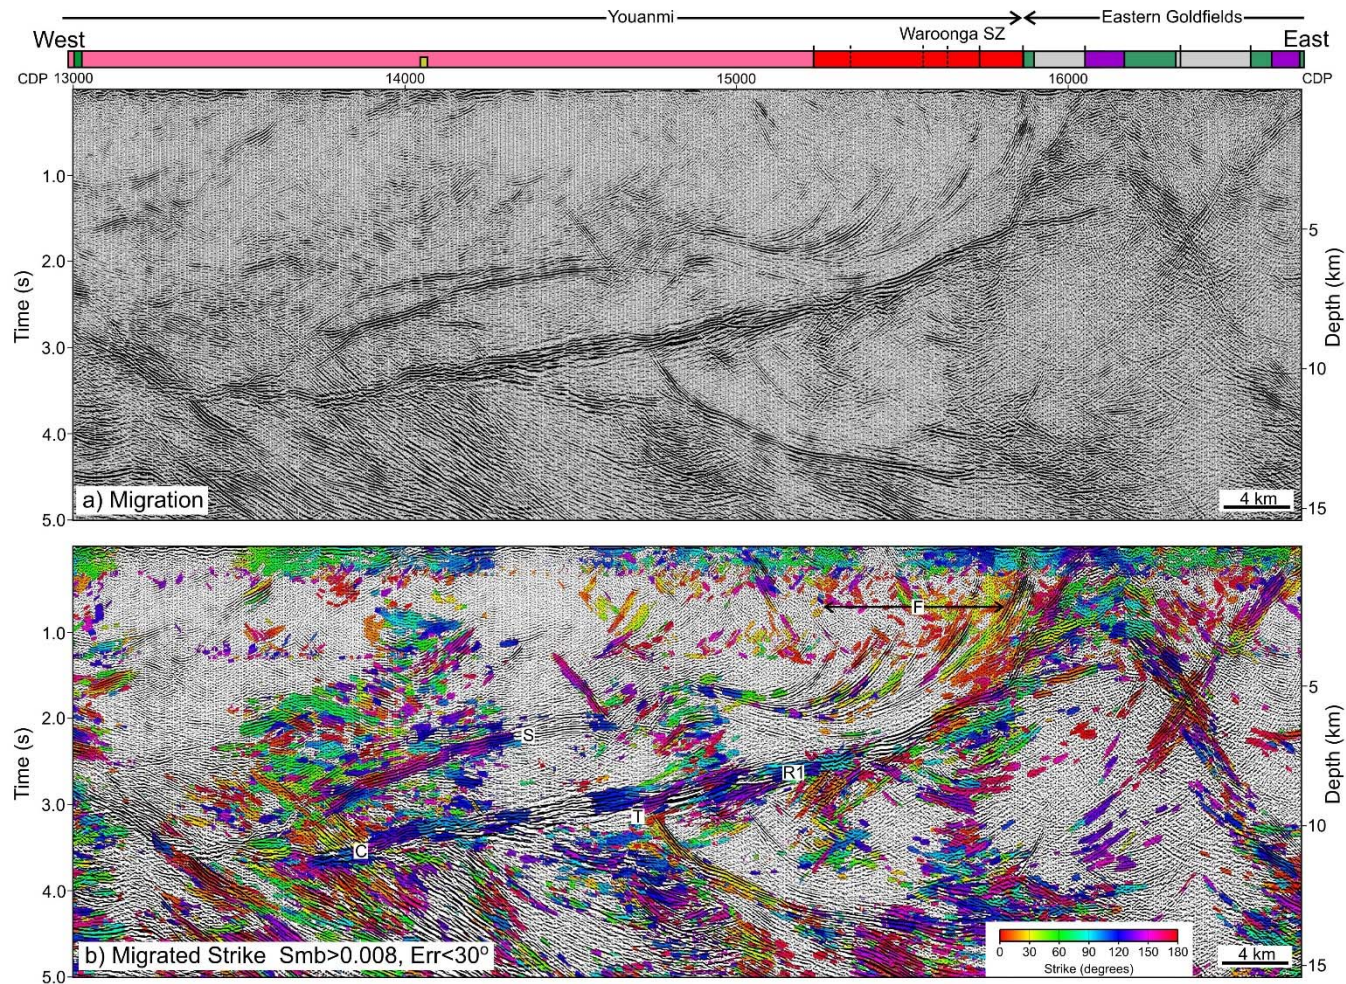 Youanmi
Eastern Goldfields
West
Waroonga SZ
East
CDP 13000 14000 15000 16000 CDP
1.0
2.0
3.0
4.0
5.0
Time (s)
5
10
15
Depth (km)
a) Migration
4 km
F
S
R1
T
C
1.0
2.0
3.0
4.0
5.0
Time (s)
5
10
15
Depth (km)
b) Migrated Strike Smb>0.008, Err<30°
0 30 60 90 120 150 180
Strike (degrees)
4 km